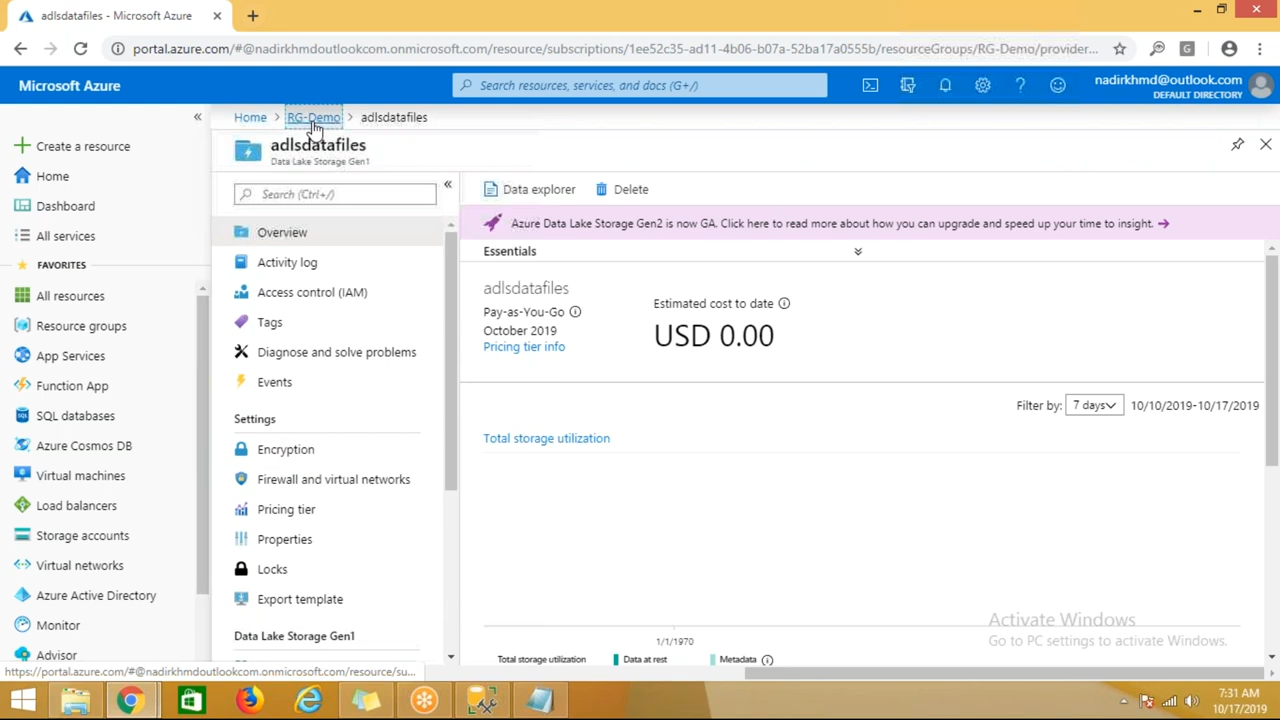 adlsdatafiles - Microsoft Azure
portal.azure.com/#@nadirkhmdoutlookcom.onmicrosoft.com/resource/subscriptions/1ee52c35-ad11-4b06-b07a-52ba17a0555b/resourceGroups/RG-Demo/provider...
Microsoft Azure
Search resources, services, and docs (G+/)
nadirkhmd@outlook.com
DEFAULT DIRECTORY
Home > RG-Demo > adlsdatafiles
adlsdatafiles
Data Lake Storage Gen1
Create a resource
Home
Dashboard
All services
FAVORITES
All resources
Resource groups
App Services
Function App
SQL databases
Azure Cosmos DB
Virtual machines
Load balancers
Storage accounts
Virtual networks
Azure Active Directory
Monitor
Advisor
Search (Ctrl+/)
Overview
Activity log
Access control (IAM)
Tags
Diagnose and solve problems
Events
Settings
Encryption
Firewall and virtual networks
Pricing tier
Properties
Locks
Export template
Data Lake Storage Gen1
Data explorer
Delete
Azure Data Lake Storage Gen2 is now GA. Click here to read more about how you can upgrade and speed up your time to insight.
Essentials
adlsdatafiles
Pay-as-You-Go
October 2019
Pricing tier info
Estimated cost to date
USD 0.00
Filter by: 7 days 10/10/2019-10/17/2019
Total storage utilization
1/1/1970
Total storage utilization
Data at rest
Metadata
Activate Windows
Go to PC settings to activate Windows.
https://portal.azure.com/#@nadirkhmdoutlookcom.onmicrosoft.com/resource/su...
7:31 AM
10/17/2019